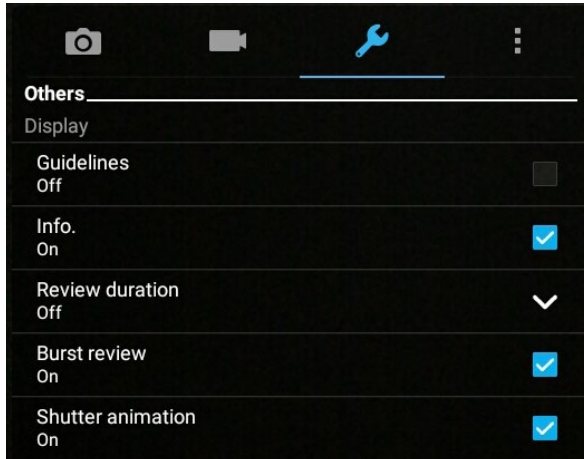 Others
Display
Guidelines
Off
Info.
On
Review duration
Off
Burst review
On
Shutter animation
On